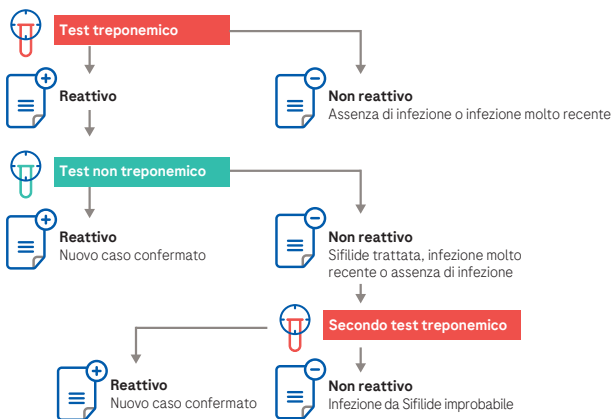 Test treponemico
Reattivo
Non reattivo
Assenza di infezione o infezione molto recente
Test non treponemico
Reattivo
Nuovo caso confermato
Non reattivo
Sifilide trattata, infezione molto
recente o assenza di infezione
Secondo test treponemico
Reattivo
Nuovo caso confermato
Non reattivo
Infezione da Sifilide improbabile